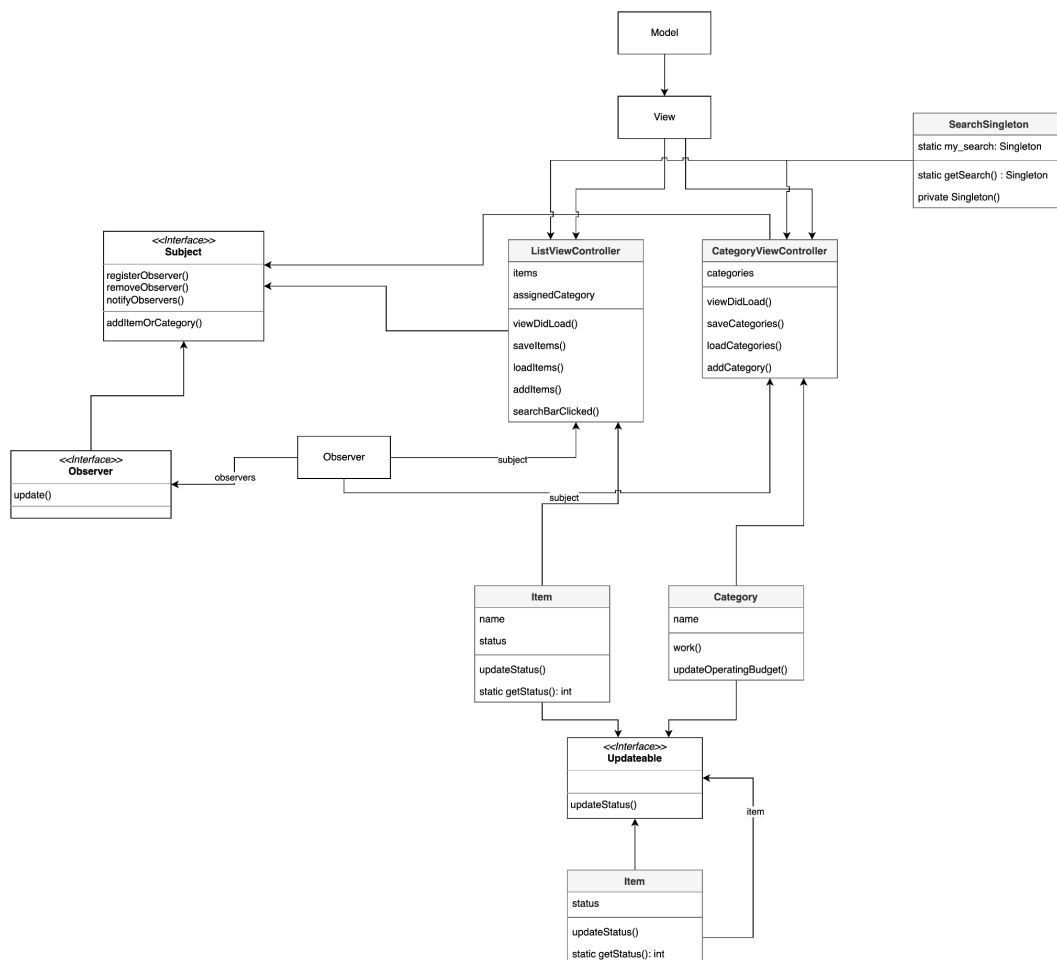 Model
View
SearchSingleton
static my_search: Singleton
static getSearch() : Singleton
private Singleton()
<<Interface>>
Subject
registerObserver()
removeObserver()
notifyObservers()
addItemOrCategory()
ListViewController
items
assignedCategory
viewDidLoad()
saveItems()
loadItems()
addItems()
searchBarClicked()
CategoryViewController
categories
viewDidLoad()
saveCategories()
loadCategories()
addCategory()
<<Interface>>
Observer
update()
observers
Observer
subject
subject
Item
name
status
updateStatus()
static getStatus(): int
Category
name
work()
updateOperatingBudget()
<<Interface>>
Updateable
updateStatus()
item
Item
status
updateStatus()
static getStatus(): int